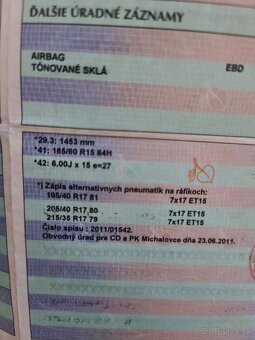 ĎALŠIE ÚRADNÉ ZÁZNAMY
AIRBAG EBD
TÓNOVANÉ SKLÁ
*29.3: 1453 mm
*41: 185/60 R15 84H
*42: 6,00J x 15 e=27
*) Zápis alternatívnych pneumatík na ráfikoch:
195/40 R17 81 7x17 ET15
205/40 R17 80 7x17 ET15
215/35 R17 79 7x17 ET15
Číslo spisu : 2011/01542.
Obvodný úrad pre CD a PK Michalovce dňa 23.06.2011.